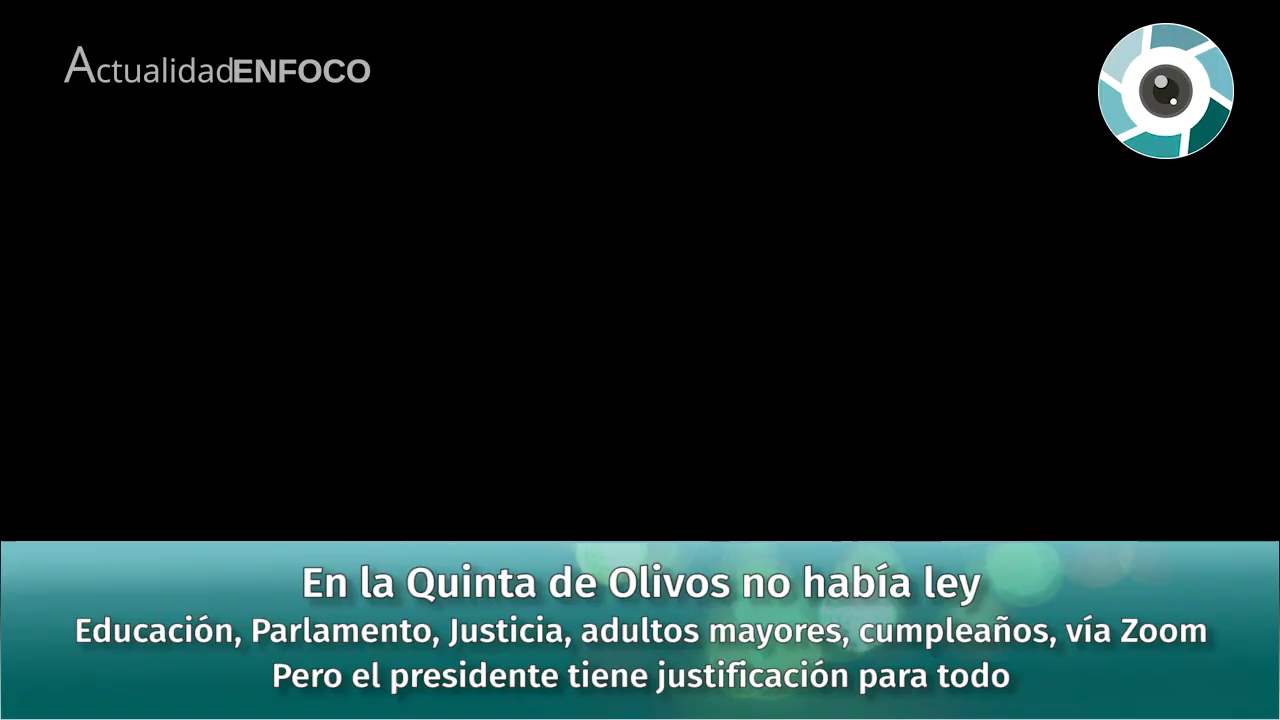 ActualidadENFOCO
En la Quinta de Olivos no había ley
Educación, Parlamento, Justicia, adultos mayores, cumpleaños, vía Zoom
Pero el presidente tiene justificación para todo